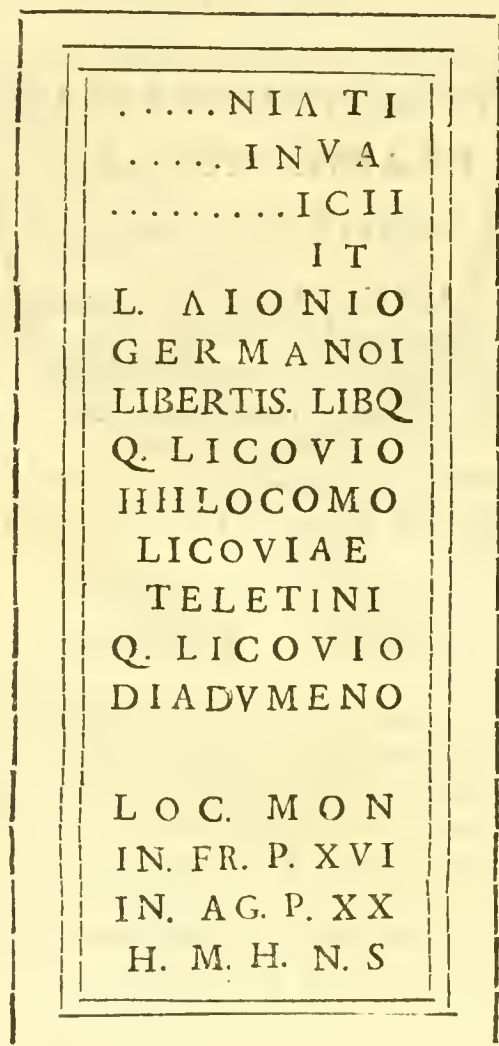 .....NIΛTI
..... INVA·
.........ICII
IT
L. ΛIONIO
GERMANOI
LIBERTIS. LIBQ
Q. LICOVIO
IHILOCOMO
LICOVIAE
TELETINI
Q. LICOVIO
DIADVMENO
LOC. MON
IN. FR. P. XVI
IN. AG. P. XX
H. M. H. N. S